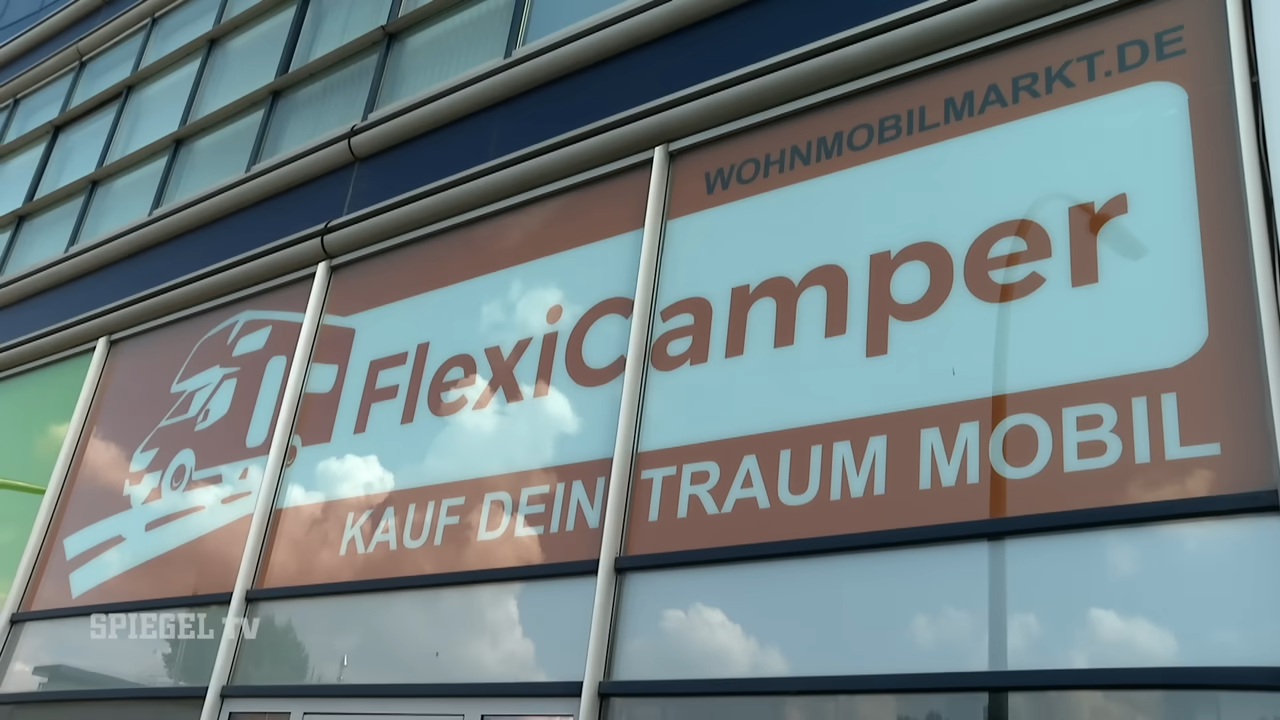 WOHNMOBILMARKT.DE
FlexiCamper
KAUF DEIN TRAUM MOBIL
SPIEGEL TV